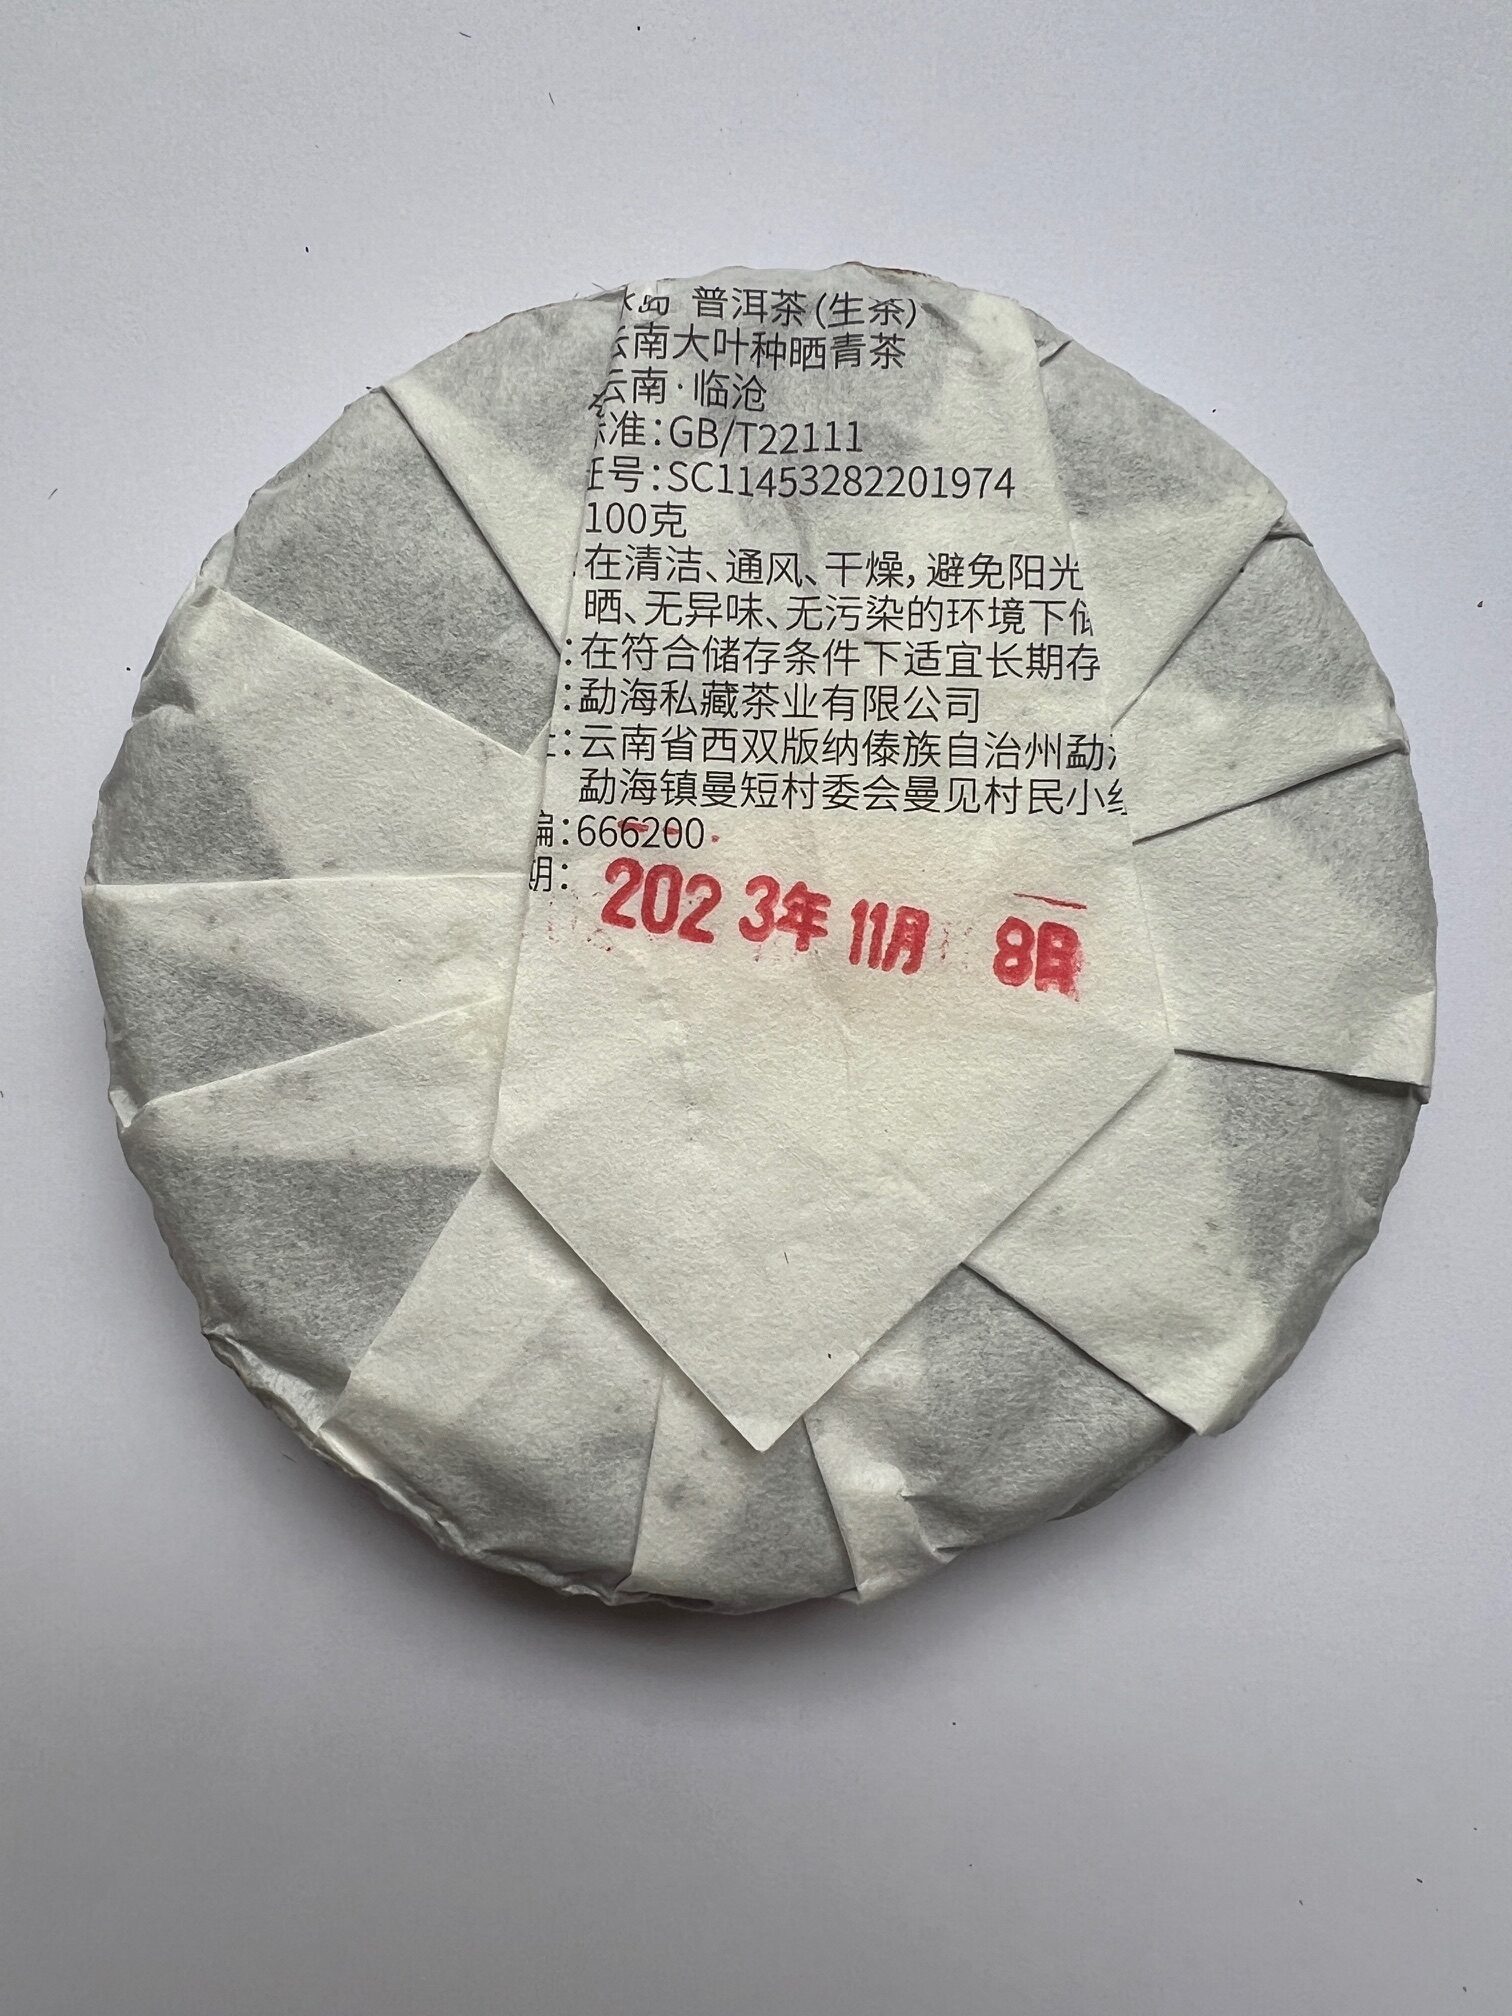 岛 普洱茶(生茶)
云南大叶种晒青茶
云南·临沧
准:GB/T22111
证号:SC11453282201974
100克
在清洁、通风、干燥,避免阳光
晒、无异味、无污染的环境下储
:在符合储存条件下适宜长期存
:勐海私藏茶业有限公司
:云南省西双版纳傣族自治州勐
勐海镇曼短村委会曼见村民小
编:666200
期:
2023年11月 8日